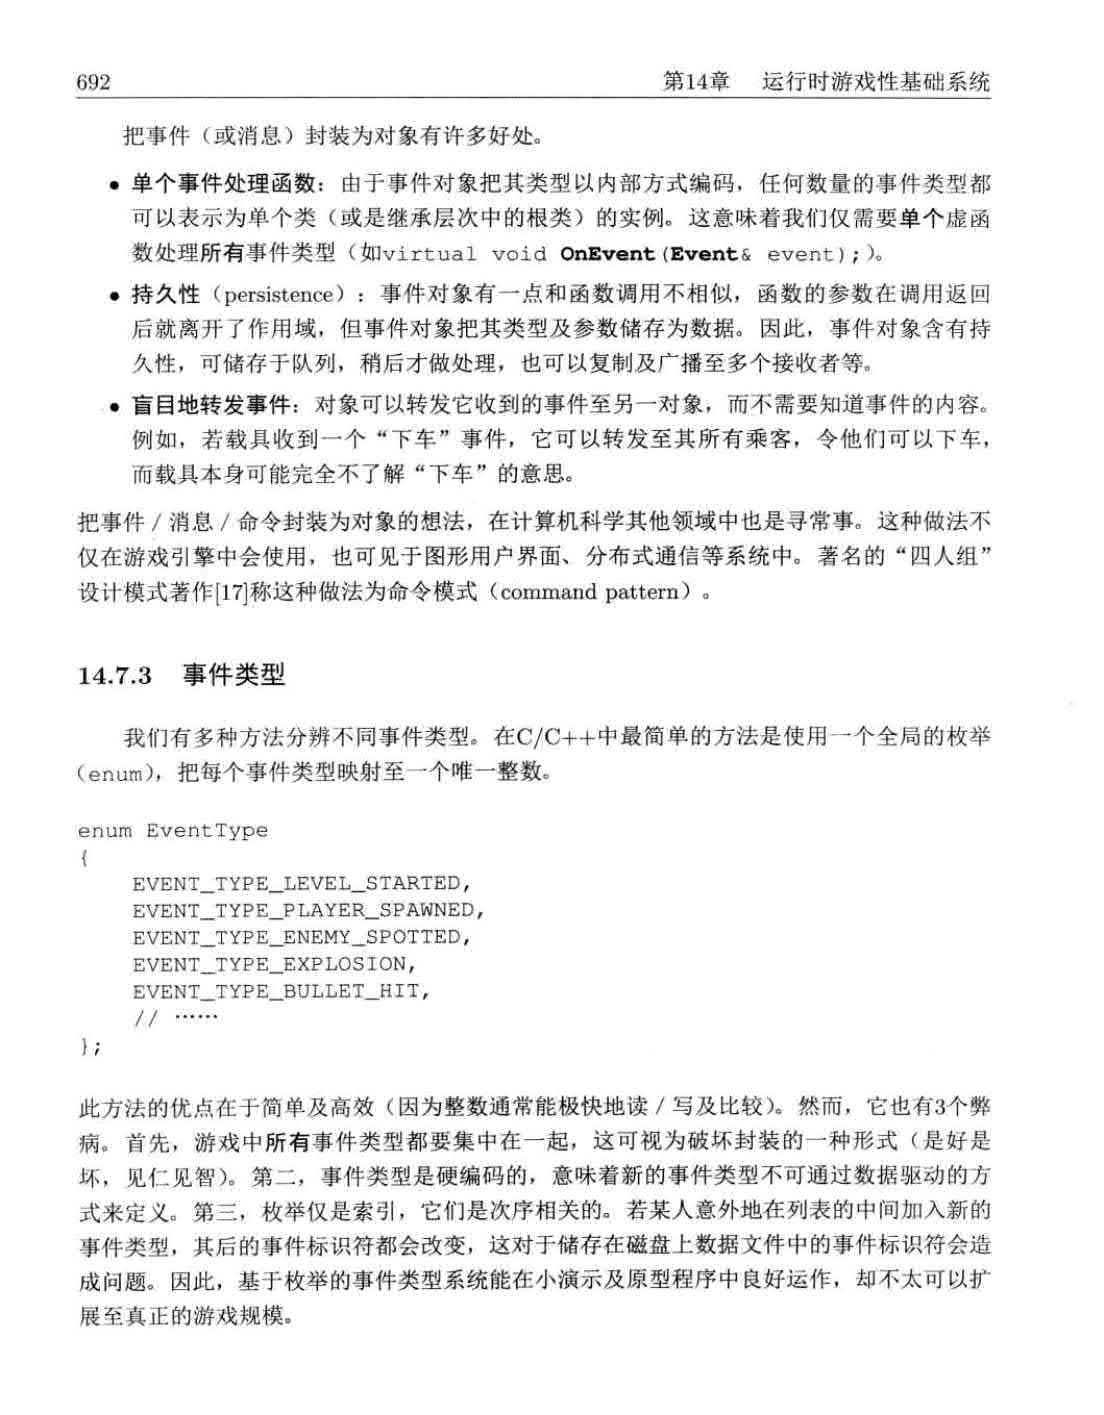 692
第14章 运行时游戏性基础系统
把事件（或消息）封装为对象有许多好处。
● 单个事件处理函数：由于事件对象把其类型以内部方式编码，任何数量的事件类型都
可以表示为单个类（或是继承层次中的根类）的实例。这意味着我们仅需要单个虚函
数处理所有事件类型（如virtual void OnEvent(Event& event);）。
● 持久性（persistence）：事件对象有一点和函数调用不相似，函数的参数在调用返回
后就离开了作用域，但事件对象把其类型及参数储存为数据。因此，事件对象含有持
久性，可储存于队列，稍后才做处理，也可以复制及广播至多个接收者等。
● 盲目地转发事件：对象可以转发它收到的事件至另一对象，而不需要知道事件的内容。
例如，若载具收到一个“下车”事件，它可以转发至其所有乘客，令他们可以下车，
而载具本身可能完全不了解“下车”的意思。
把事件/消息/命令封装为对象的想法，在计算机科学其他领域中也是寻常事。这种做法不
仅在游戏引擎中会使用，也可见于图形用户界面、分布式通信等系统中。著名的“四人组”
设计模式著作[17]称这种做法为命令模式（command pattern）。
14.7.3 事件类型
我们有多种方法分辨不同事件类型。在C/C++中最简单的方法是使用一个全局的枚举
（enum），把每个事件类型映射至一个唯一整数。
enum EventType
{
EVENT_TYPE_LEVEL_STARTED,
EVENT_TYPE_PLAYER_SPAWNED,
EVENT_TYPE_ENEMY_SPOTTED,
EVENT_TYPE_EXPLOSION,
EVENT_TYPE_BULLET_HIT,
// ……
};
此方法的优点在于简单及高效（因为整数通常能极快地读/写及比较）。然而，它也有3个弊
病。首先，游戏中所有事件类型都要集中在一起，这可视为破坏封装的一种形式（是好是
坏，见仁见智）。第二，事件类型是硬编码的，意味着新的事件类型不可通过数据驱动的方
式来定义。第三，枚举仅是索引，它们是次序相关的。若某人意外地在列表的中间加入新的
事件类型，其后的事件标识符都会改变，这对于储存在磁盘上数据文件中的事件标识符会造
成问题。因此，基于枚举的事件类型系统能在小演示及原型程序中良好运作，却不太可以扩
展至真正的游戏规模。